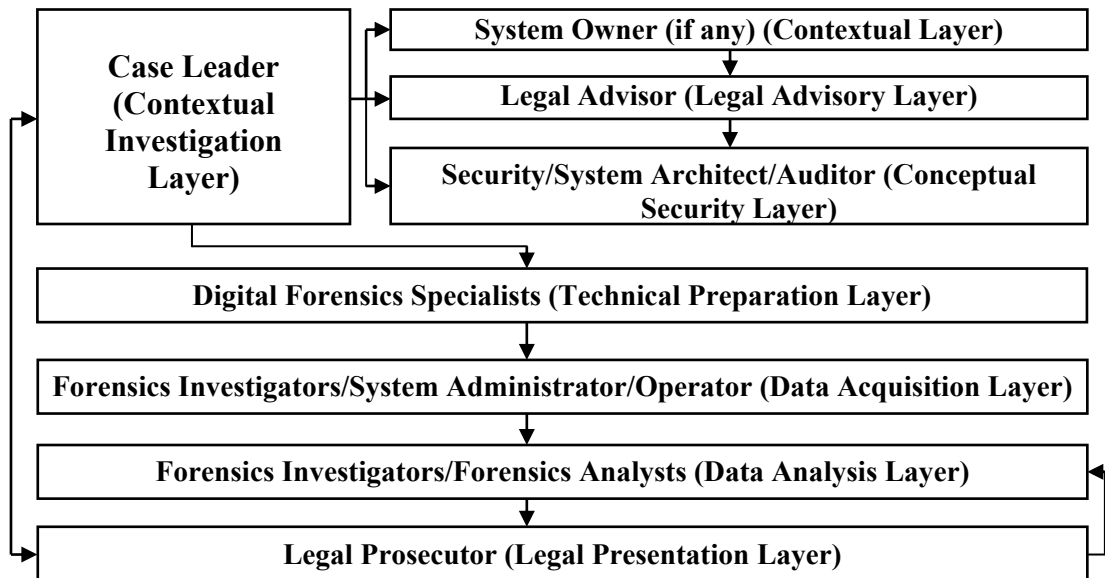 Case Leader
(Contextual
Investigation
Layer)
System Owner (if any) (Contextual Layer)
Legal Advisor (Legal Advisory Layer)
Security/System Architect/Auditor (Conceptual
Security Layer)
Digital Forensics Specialists (Technical Preparation Layer)
Forensics Investigators/System Administrator/Operator (Data Acquisition Layer)
Forensics Investigators/Forensics Analysts (Data Analysis Layer)
Legal Prosecutor (Legal Presentation Layer)